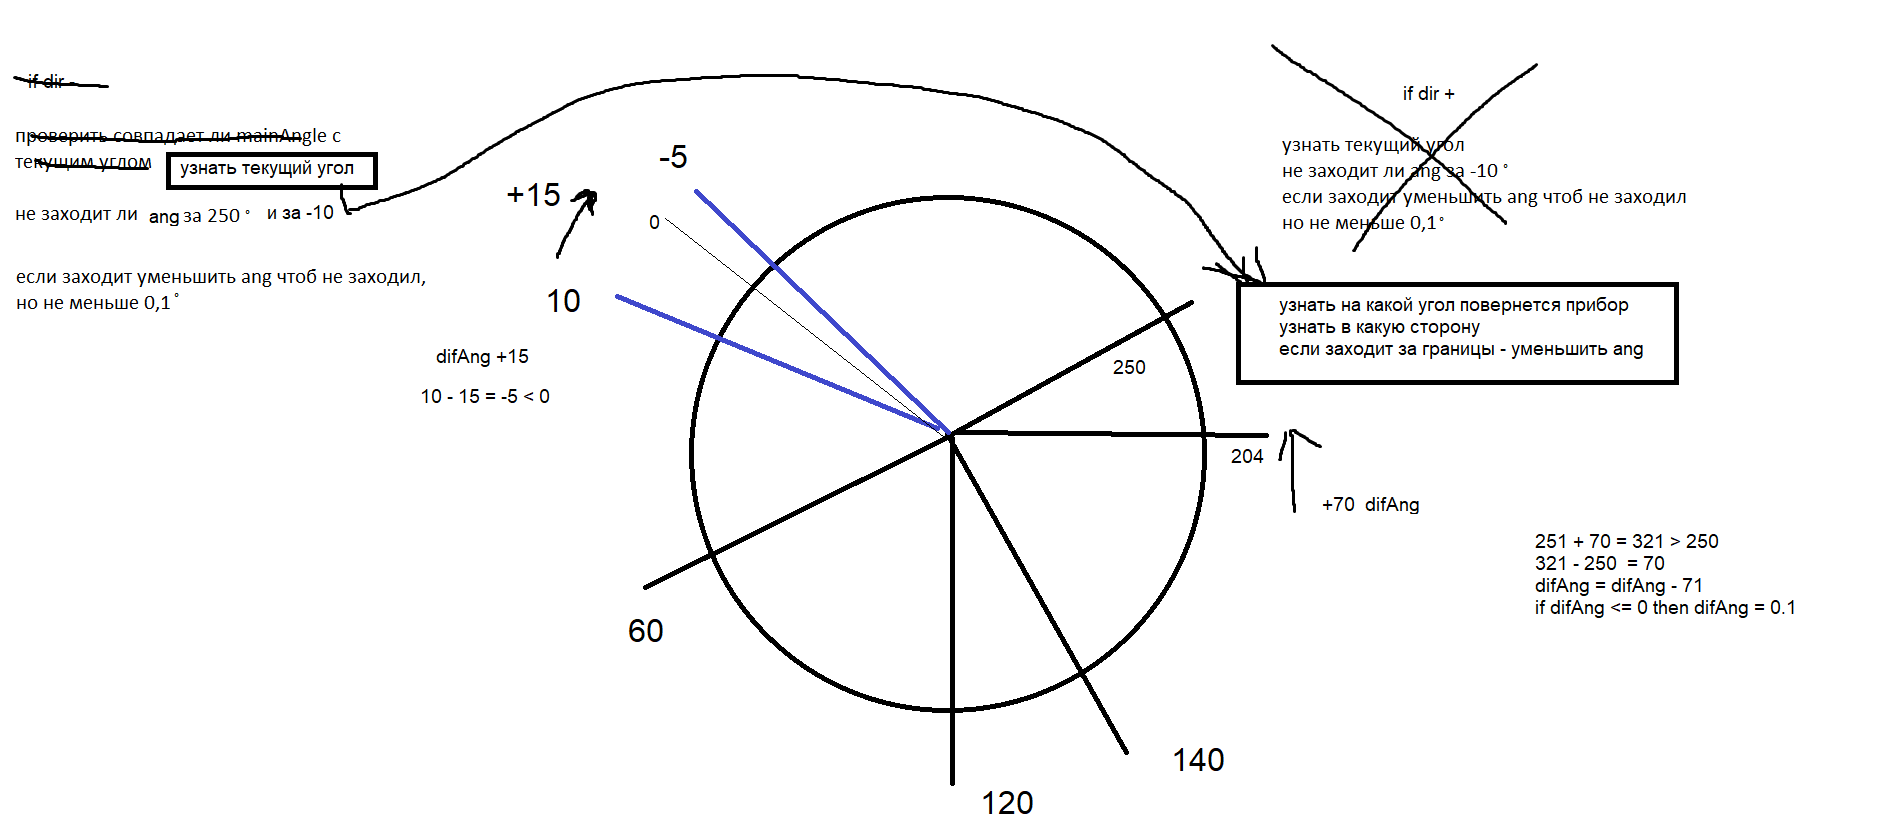 if dir -
проверить совпадает ли mainAngle с
текущим углом
узнать текущий угол
не заходит ли ang за 250 ° и за -10
если заходит уменьшить ang чтоб не заходил,
но не меньше 0,1°
-5
+15
0
10
difAng +15
10 - 15 = -5 < 0
60
120
140
204
250
+70 difAng
if dir +
узнать текущий угол
не заходит ли ang за -10 °
если заходит уменьшить ang чтоб не заходил
но не меньше 0,1°
узнать на какой угол повернется прибор
узнать в какую сторону
если заходит за границы - уменьшить ang
251 + 70 = 321 > 250
321 - 250 = 70
difAng = difAng - 71
if difAng <= 0 then difAng = 0.1